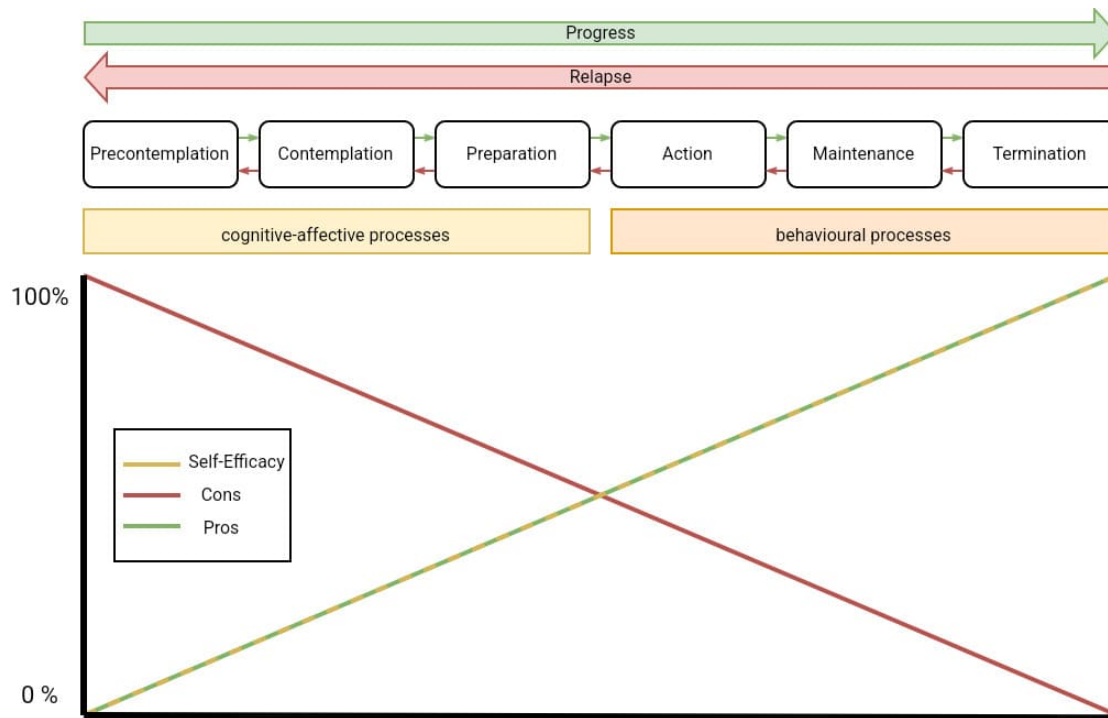 Progress
Relapse
Precontemplation
Contemplation
Preparation
Action
Maintenance
Termination
cognitive-affective processes
behavioural processes
100%
Self-Efficacy
Cons
Pros
0 %